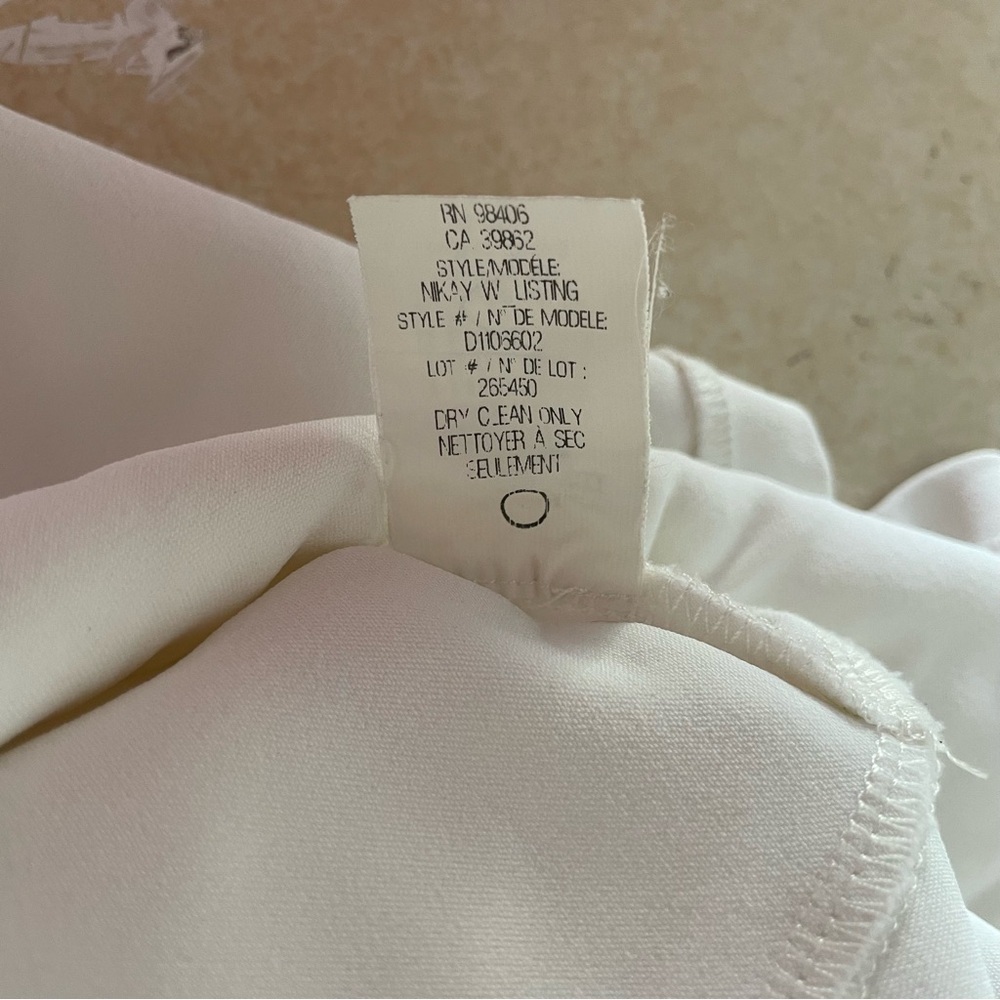 RN 98406
CA 39862
STYLE/MODÉLE:
NIKAY W LISTING
STYLE # / N° DE MODELE:
D1106602
LOT # / N° DE LOT :
265450
DRY CLEAN ONLY
NETTOYER À SEC
SEULEMENT